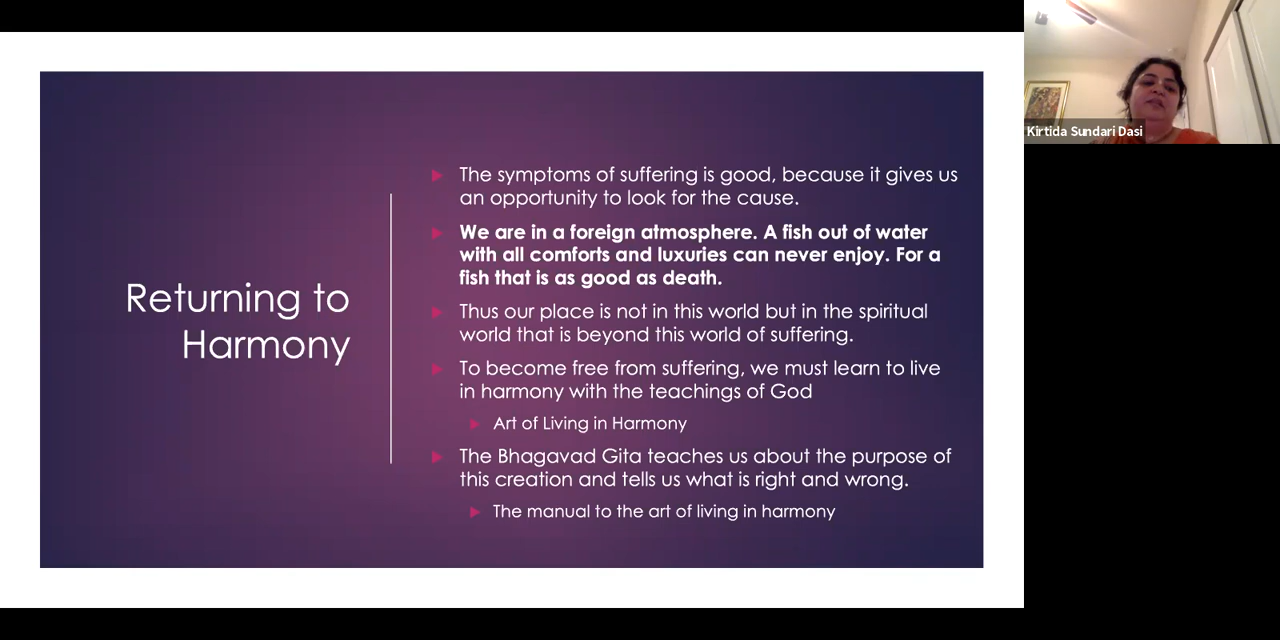 Returning to
Harmony
The symptoms of suffering is good, because it gives us
an opportunity to look for the cause.
We are in a foreign atmosphere. A fish out of water
with all comforts and luxuries can never enjoy. For a
fish that is as good as death.
Thus our place is not in this world but in the spiritual
world that is beyond this world of suffering.
To become free from suffering, we must learn to live
in harmony with the teachings of God
Art of Living in Harmony
The Bhagavad Gita teaches us about the purpose of
this creation and tells us what is right and wrong.
The manual to the art of living in harmony
Kirtida Sundari Dasi